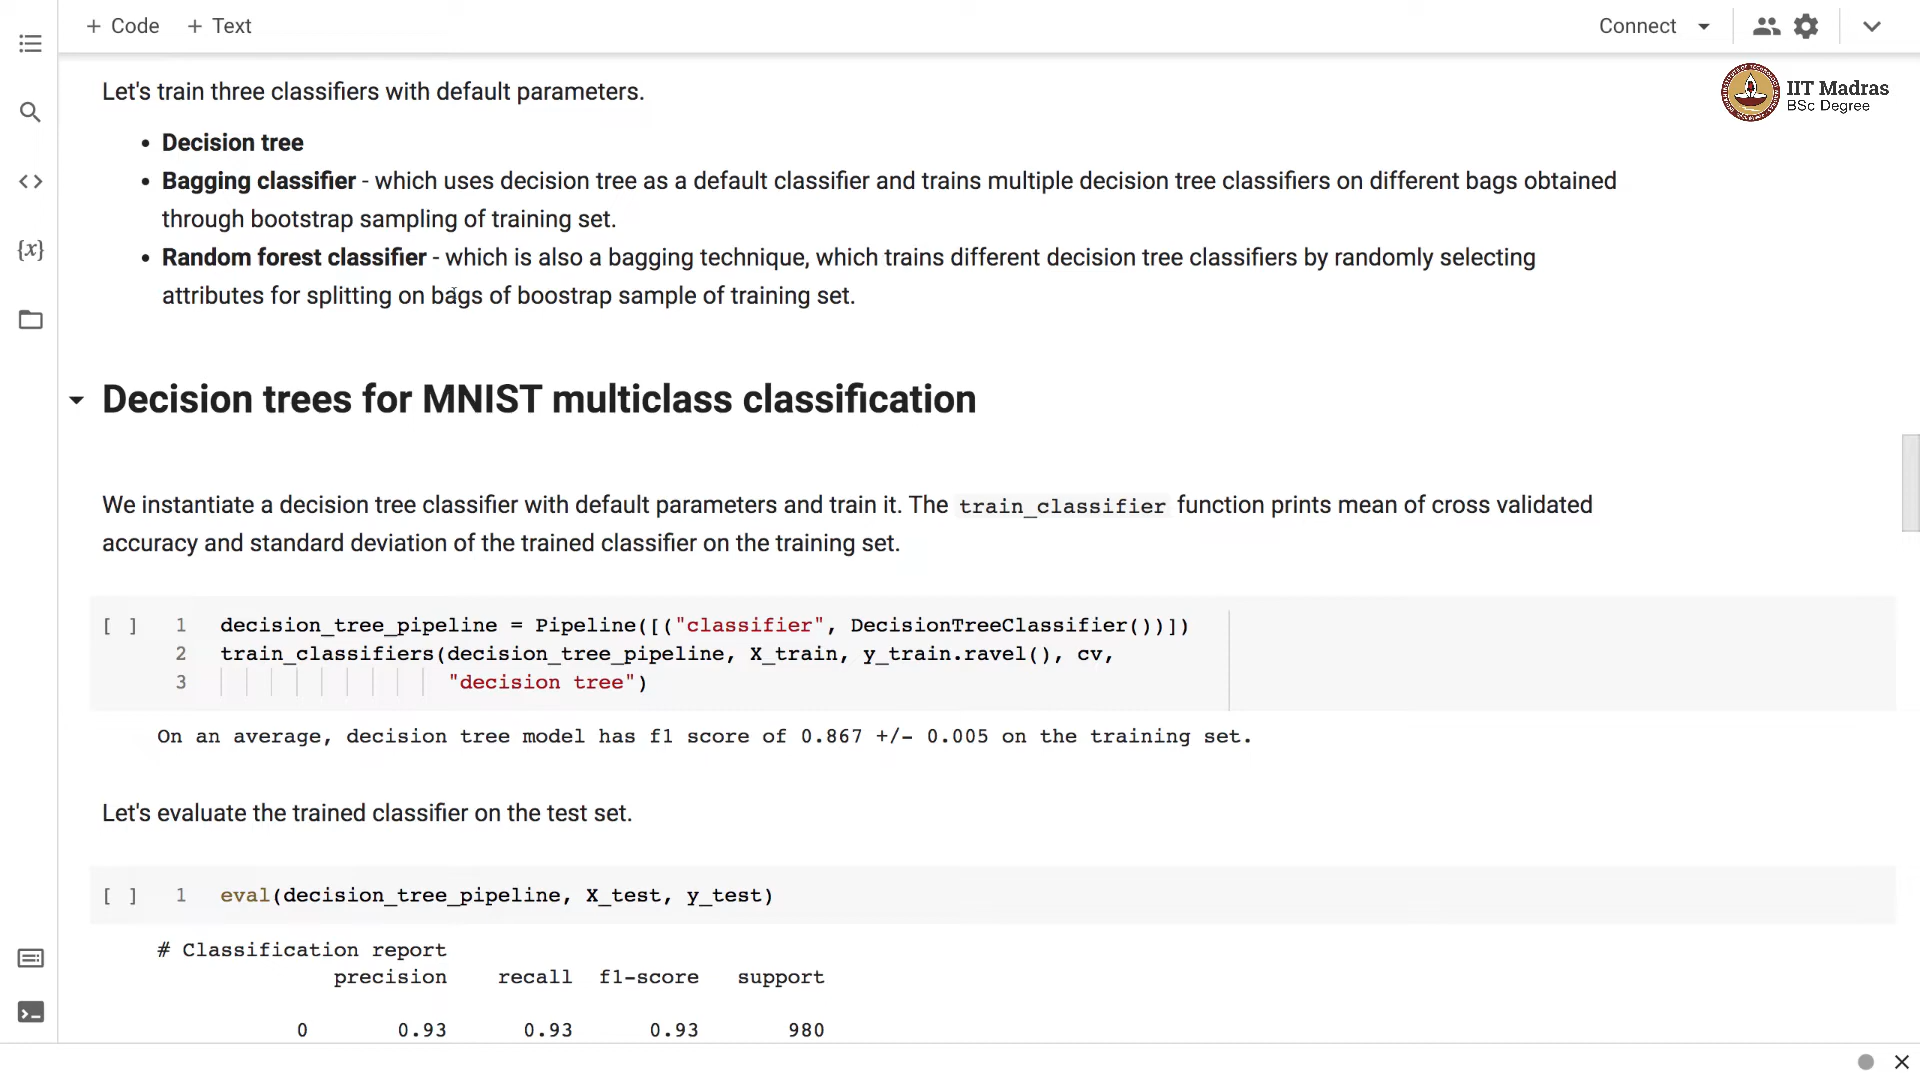 + Code + Text
Connect
IIT Madras
BSc Degree
Let's train three classifiers with default parameters.
• Decision tree
• Bagging classifier - which uses decision tree as a default classifier and trains multiple decision tree classifiers on different bags obtained
through bootstrap sampling of training set.
• Random forest classifier - which is also a bagging technique, which trains different decision tree classifiers by randomly selecting
attributes for splitting on bags of boostrap sample of training set.
Decision trees for MNIST multiclass classification
We instantiate a decision tree classifier with default parameters and train it. The train_classifier function prints mean of cross validated
accuracy and standard deviation of the trained classifier on the training set.
[ ] 1 decision_tree_pipeline = Pipeline([("classifier", DecisionTreeClassifier())])
2 train_classifiers(decision_tree_pipeline, X_train, y_train.ravel(), cv,
3 "decision tree")
On an average, decision tree model has f1 score of 0.867 +/- 0.005 on the training set.
Let's evaluate the trained classifier on the test set.
[ ] 1 eval(decision_tree_pipeline, X_test, y_test)
# Classification report
precision recall f1-score support
0 0.93 0.93 0.93 980